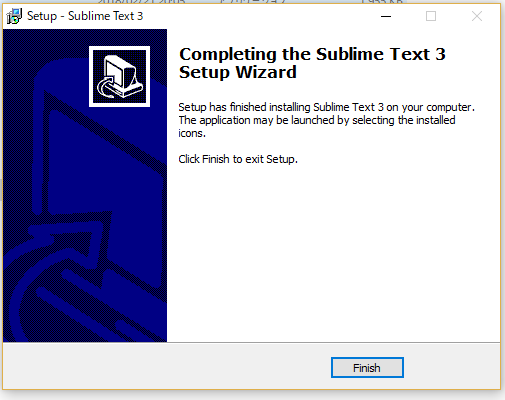 Setup - Sublime Text 3
Completing the Sublime Text 3
Setup Wizard
Setup has finished installing Sublime Text 3 on your computer.
The application may be launched by selecting the installed
icons.
Click Finish to exit Setup.
Finish